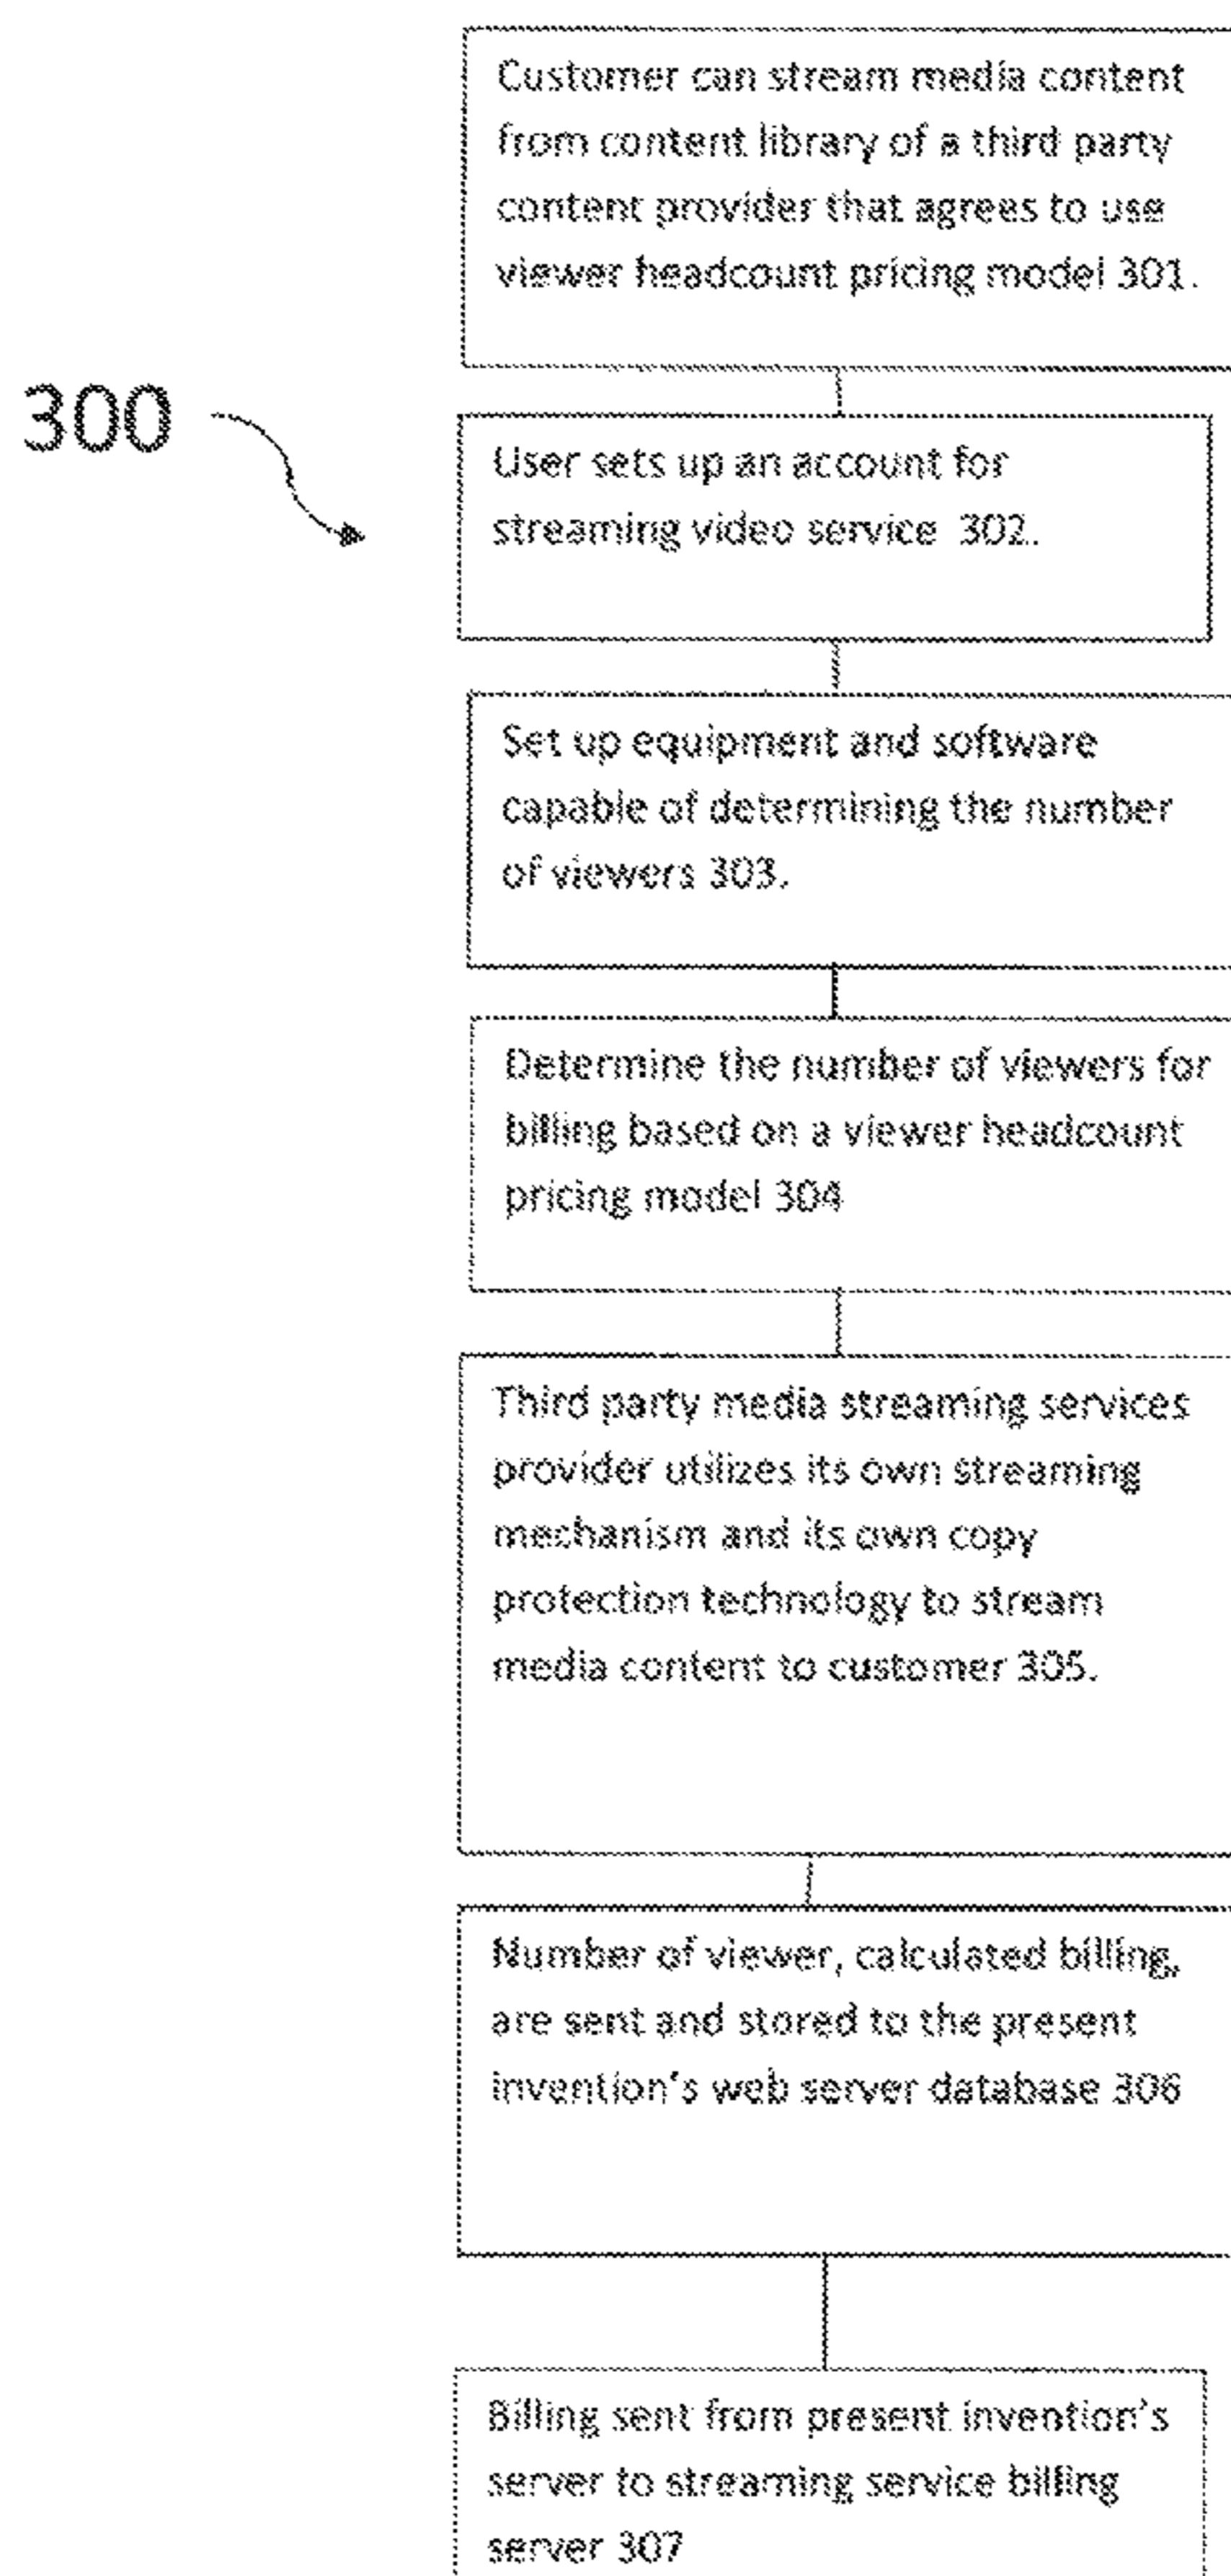 Customer can stream media content
from content library of a third party
content provider that agrees to use
viewer headcount pricing model 301.
300
User sets up an account for
streaming video service 302.
Set up equipment and software
capable of determining the number
of viewers 303.
Determine the number of viewers for
billing based on a viewer headcount
pricing model 304
Third party media streaming services
provider utilizes its own streaming
mechanism and its own copy
protection technology to stream
media content to customer 305.
Number of viewer, calculated billing,
are sent and stored to the present
invention's web server database 306
Billing sent from present invention's
server to streaming service billing
server 307